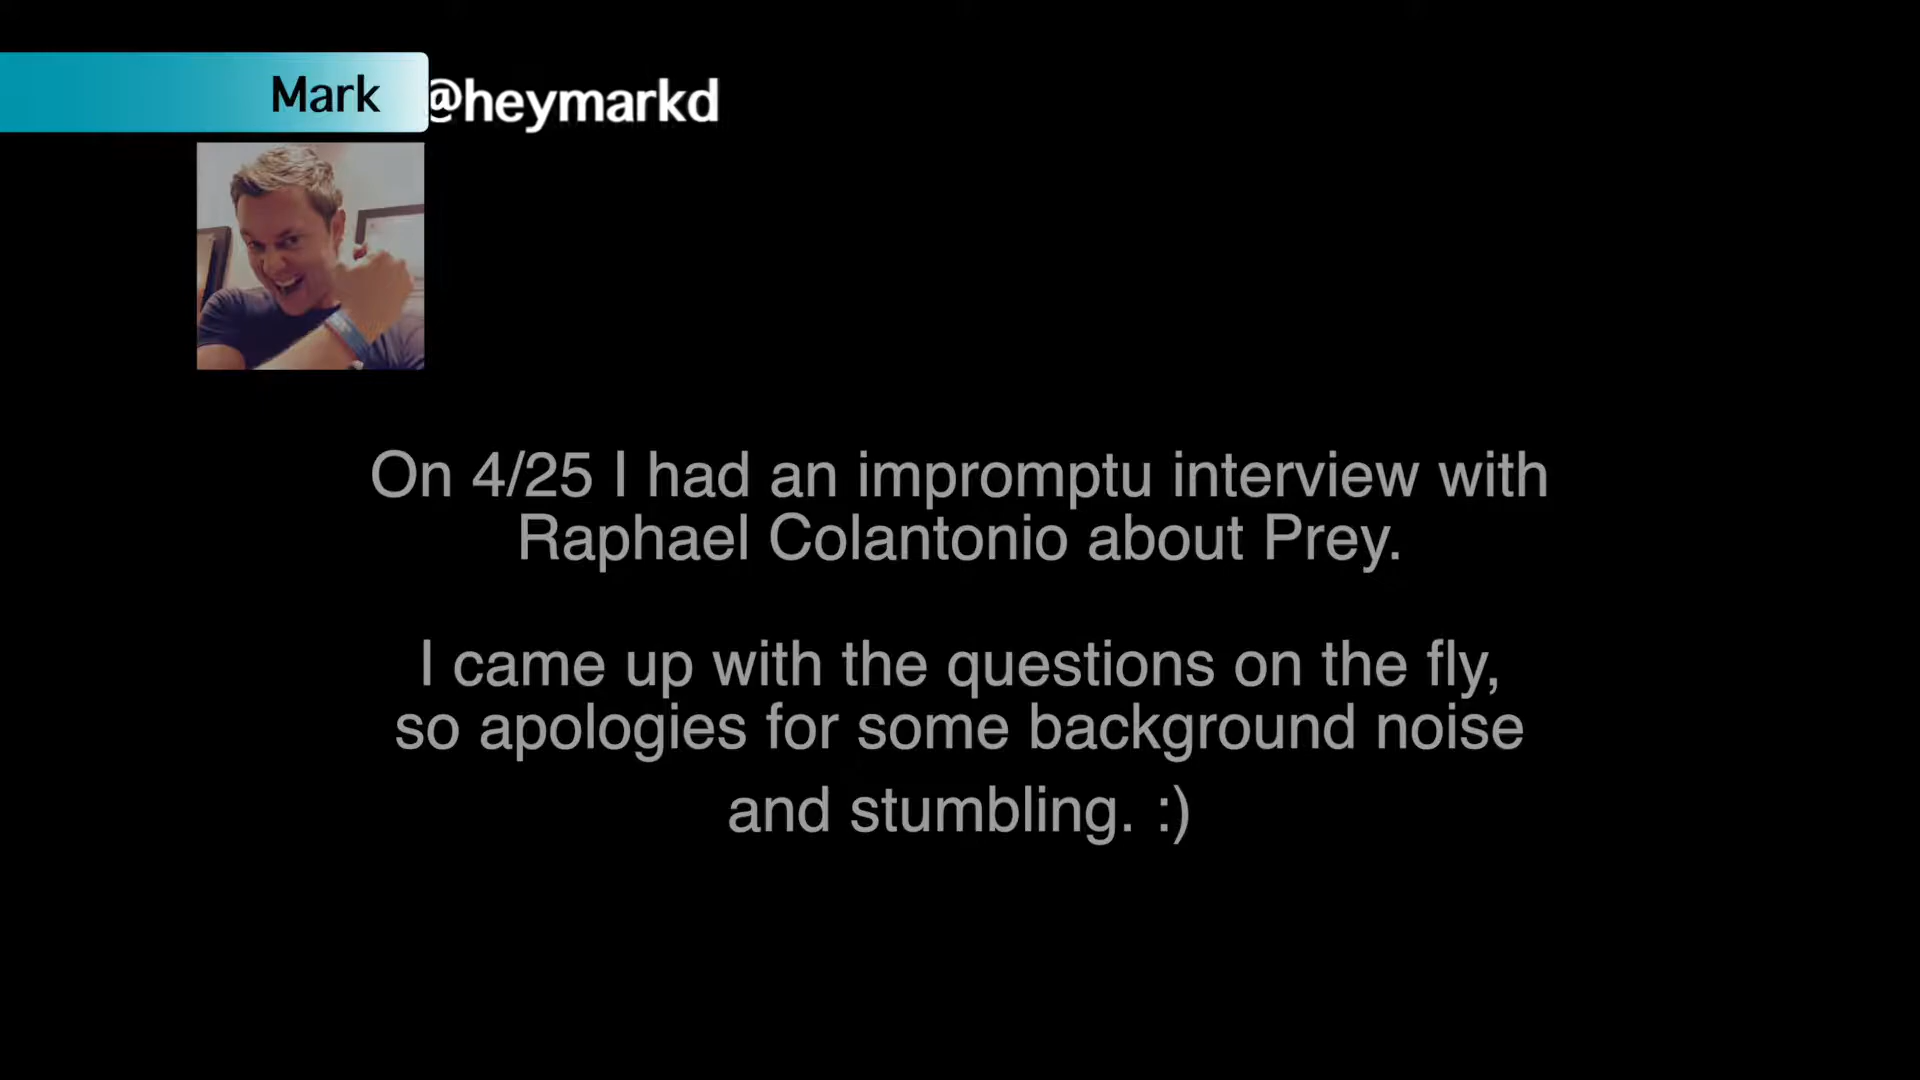 Mark @heymarkd
On 4/25 I had an impromptu interview with
Raphael Colantonio about Prey.
I came up with the questions on the fly,
so apologies for some background noise
and stumbling. :)